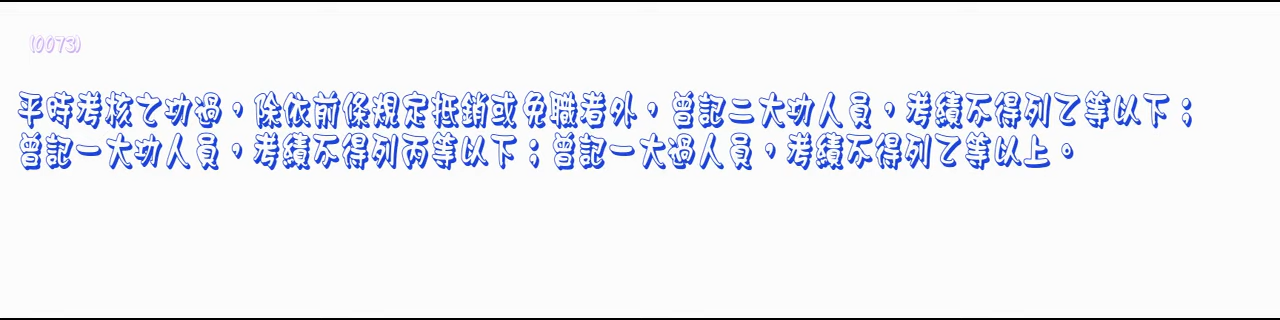 (0073)
平時考核之功過，除依前條規定抵銷或免職者外，曾記二大功人員，考績不得列乙等以下；
曾記一大功人員，考績不得列丙等以下；曾記一大過人員，考績不得列乙等以上。